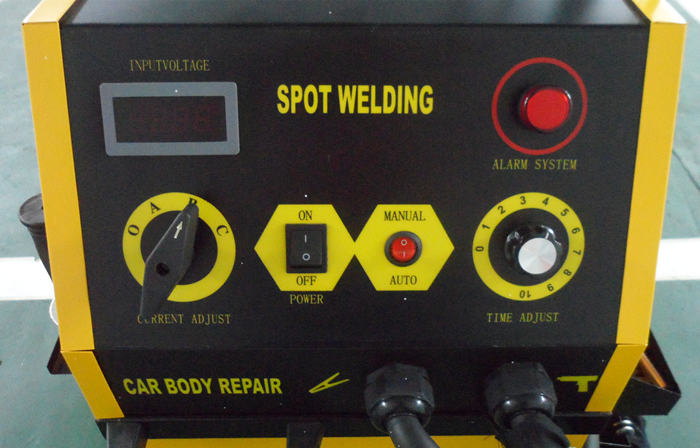 INPUTVOLTAGE
SPOT WELDING
ALARM SYSTEM
O A B C
ON
OFF
POWER
MANUAL
AUTO
0 1 2 3 4 5 6 7 8 9 10
CURRENT ADJUST
TIME ADJUST
CAR BODY REPAIR